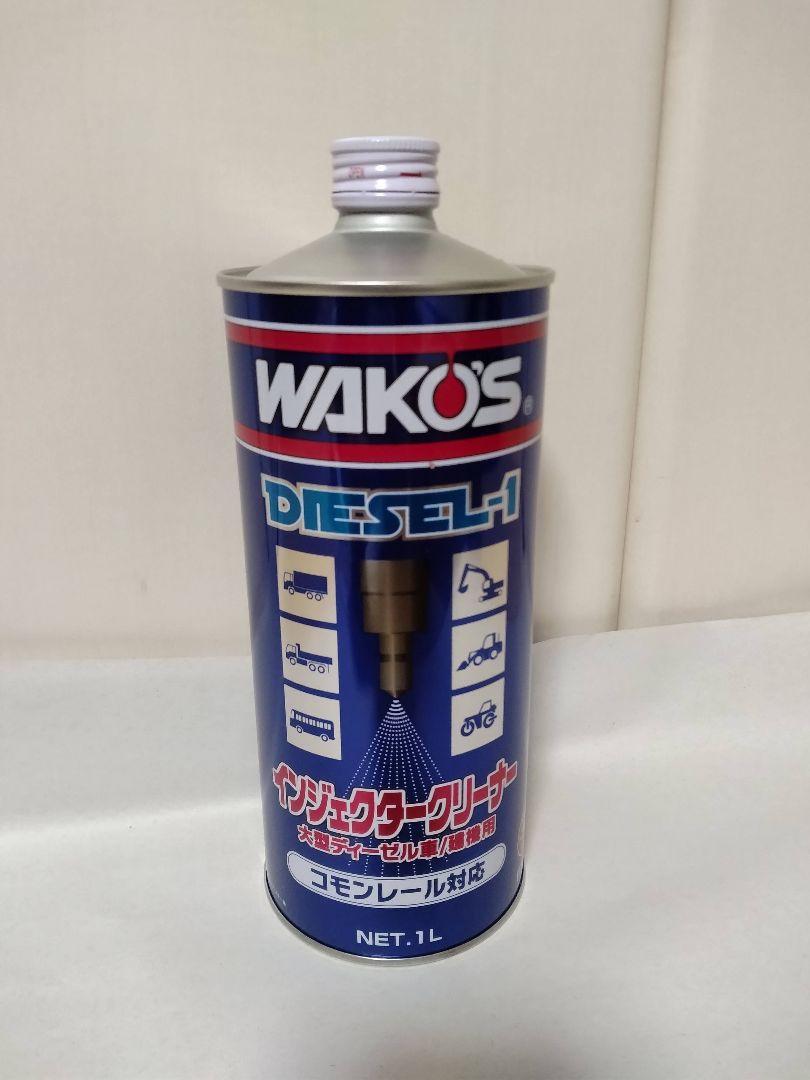 WAKO'S®
DIESEL-1
インジェクタークリーナー
大型ディーゼル車/建機用
コモンレール対応
NET.1L